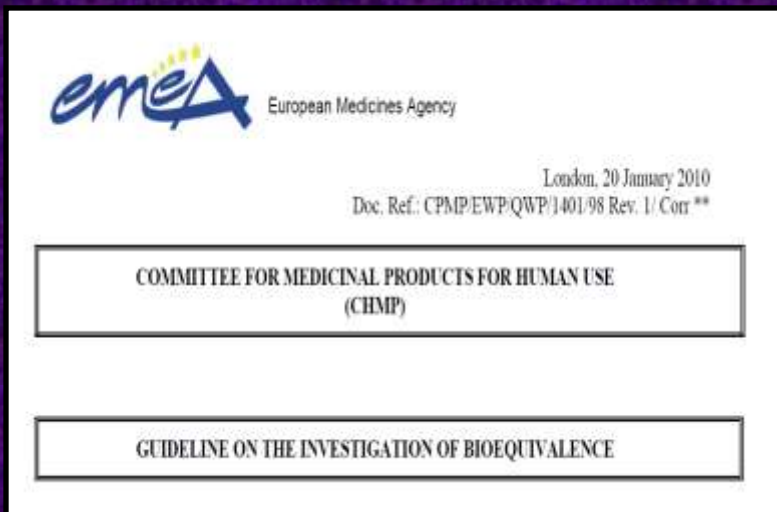 emeA
European Medicines Agency
London, 20 January 2010
Doc. Ref.: CPMP/EWP/QWP/1401/98 Rev. 1/ Corr **
COMMITTEE FOR MEDICINAL PRODUCTS FOR HUMAN USE
(CHMP)
GUIDELINE ON THE INVESTIGATION OF BIOEQUIVALENCE